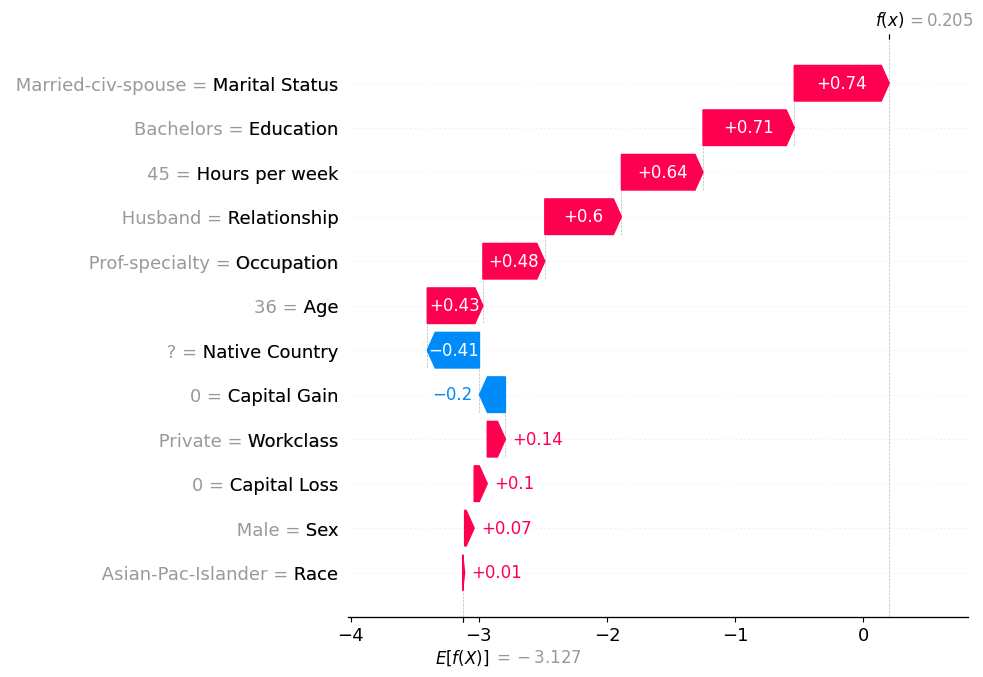 f(x) = 0.205
Married-civ-spouse = Marital Status +0.74
Bachelors = Education +0.71
45 = Hours per week +0.64
Husband = Relationship +0.6
Prof-specialty = Occupation +0.48
36 = Age +0.43
? = Native Country −0.41
0 = Capital Gain −0.2
Private = Workclass +0.14
0 = Capital Loss +0.1
Male = Sex +0.07
Asian-Pac-Islander = Race +0.01
−4 −3 −2 −1 0
E[f(X)] = −3.127